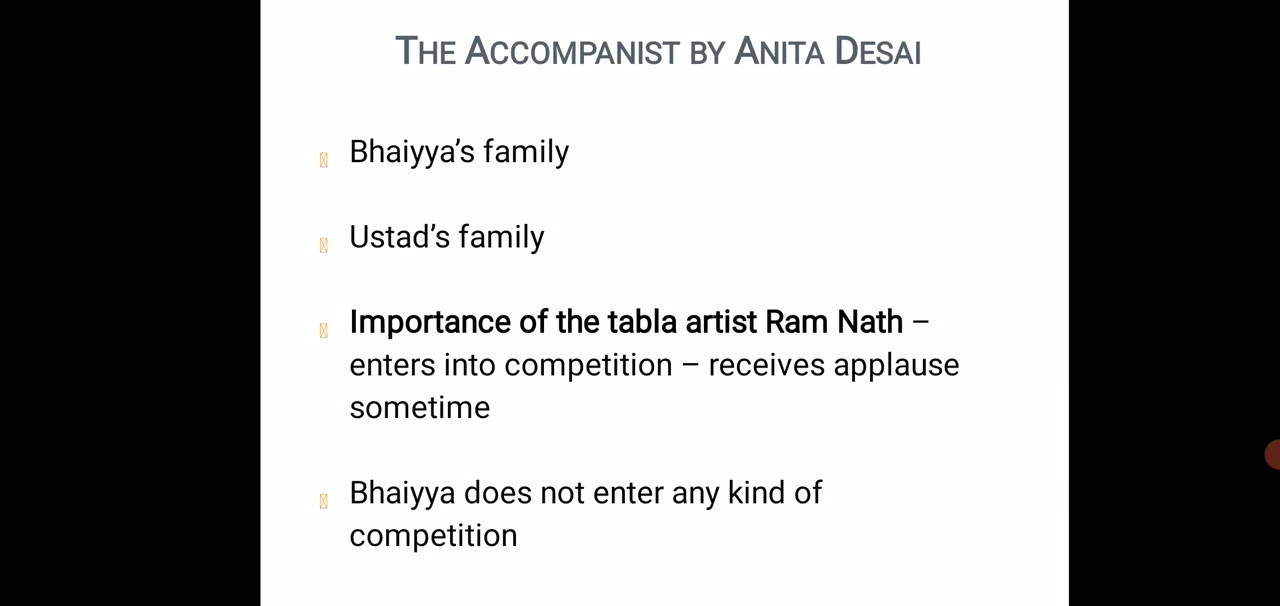 THE ACCOMPANIST BY ANITA DESAI
Bhaiyya’s family
Ustad’s family
Importance of the tabla artist Ram Nath –
enters into competition – receives applause
sometime
Bhaiyya does not enter any kind of
competition